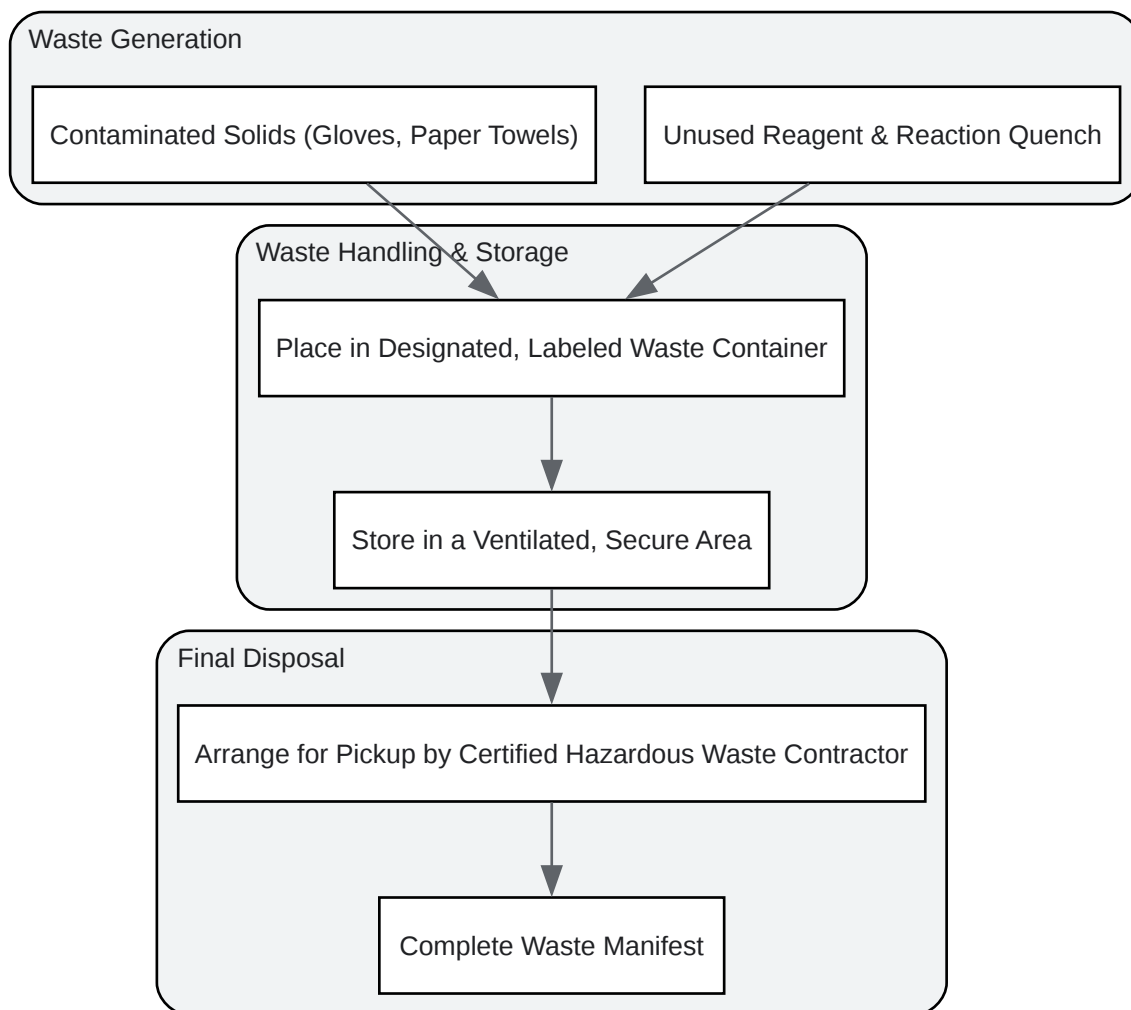 Waste Generation
Contaminated Solids (Gloves, Paper Towels)
Unused Reagent & Reaction Quench
Waste Handling & Storage
Place in Designated, Labeled Waste Container
Store in a Ventilated, Secure Area
Final Disposal
Arrange for Pickup by Certified Hazardous Waste Contractor
Complete Waste Manifest